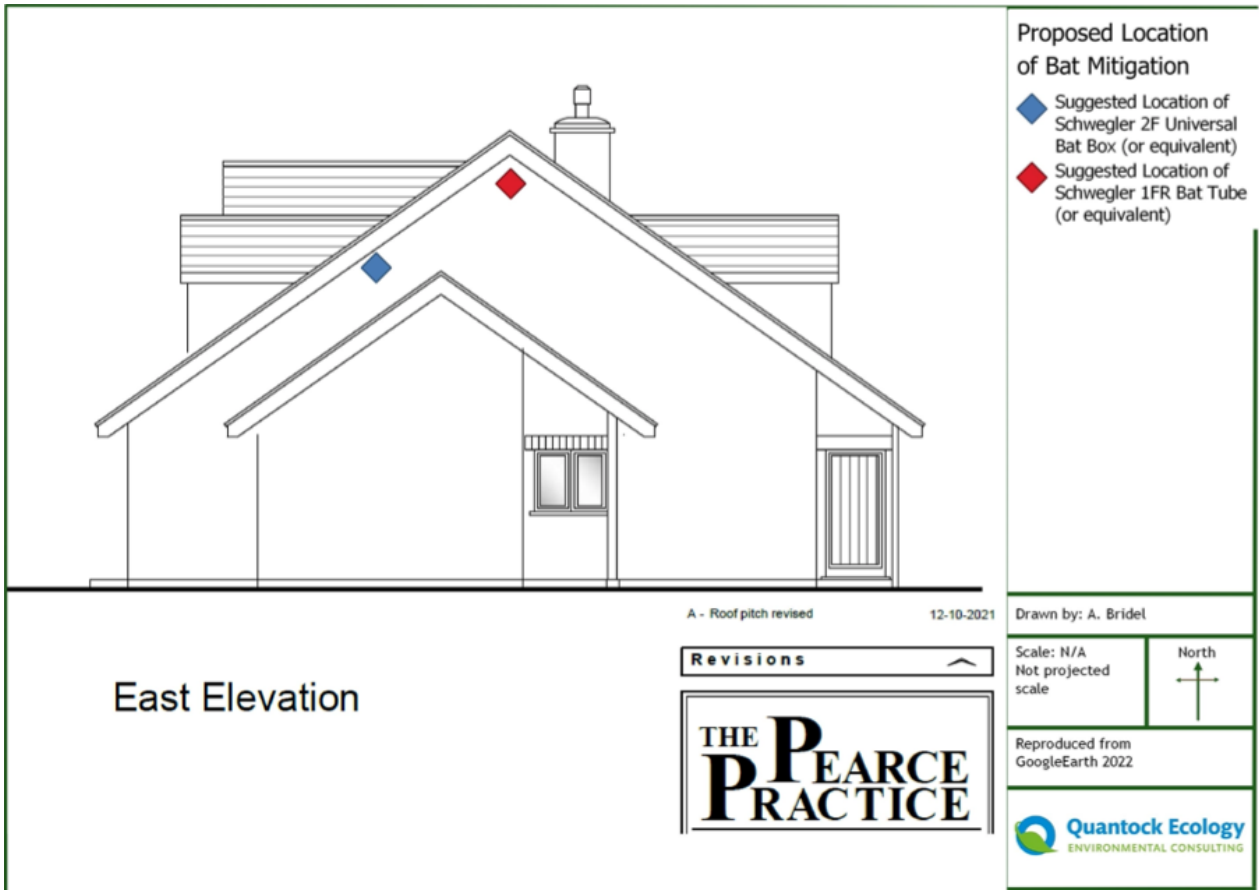 Proposed Location
of Bat Mitigation
Suggested Location of
Schwegler 2F Universal
Bat Box (or equivalent)
Suggested Location of
Schwegler 1FR Bat Tube
(or equivalent)
A - Roof pitch revised 12-10-2021
Revisions
East Elevation
THE PEARCE
PRACTICE
Drawn by: A. Bridel
Scale: N/A
Not projected
scale
North
Reproduced from
GoogleEarth 2022
Quantock Ecology
ENVIRONMENTAL CONSULTING